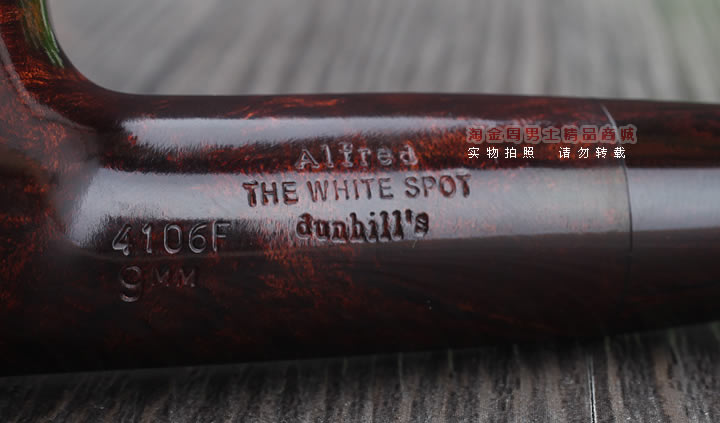 淘金周男士精品商城
实物拍照 请勿转载
Alfred
THE WHITE SPOT
dunhill's
4106F
9MM